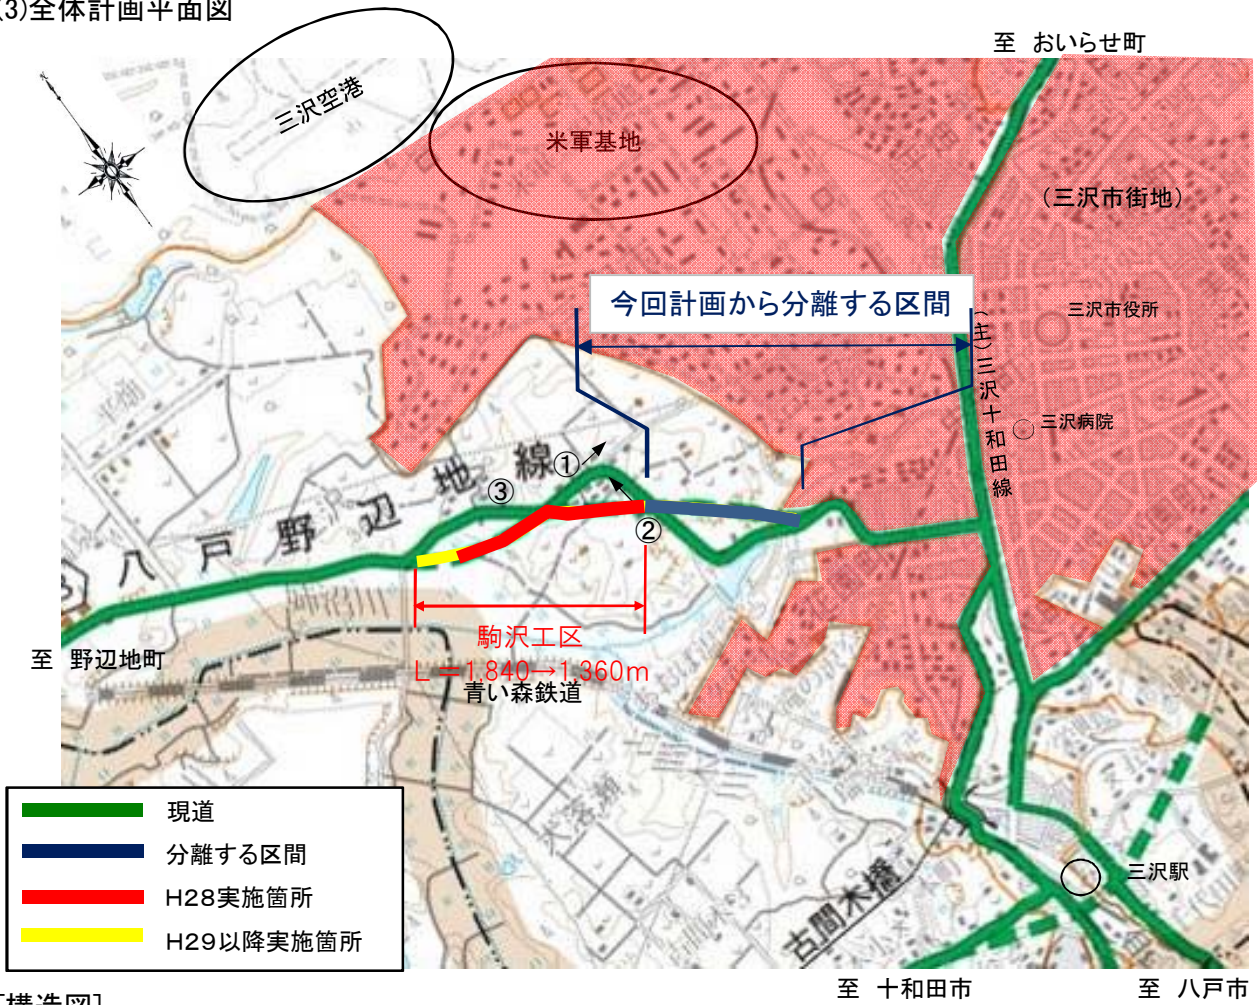 (3)全体計画平面図
至 おいらせ町
三沢空港
米軍基地
(三沢市街地)
今回計画から分離する区間
三沢市役所
(主)三沢十和田線
三沢病院
平畑
八戸野辺地線
①
②
③
駒沢工区
L=1,840→1,360m
青い森鉄道
至 野辺地町
現道
分離する区間
H28実施箇所
H29以降実施箇所
犬落瀬
古間木橋
三沢駅
至 十和田市
至 八戸市
[構造図]